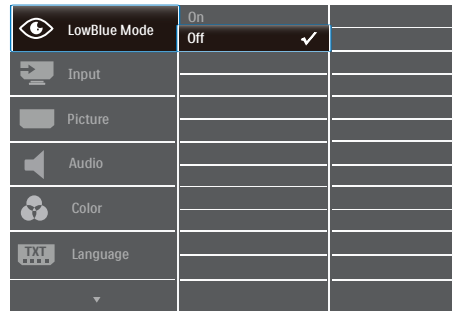 LowBlue Mode
On
Off
Input
Picture
Audio
Color
TXT
Language